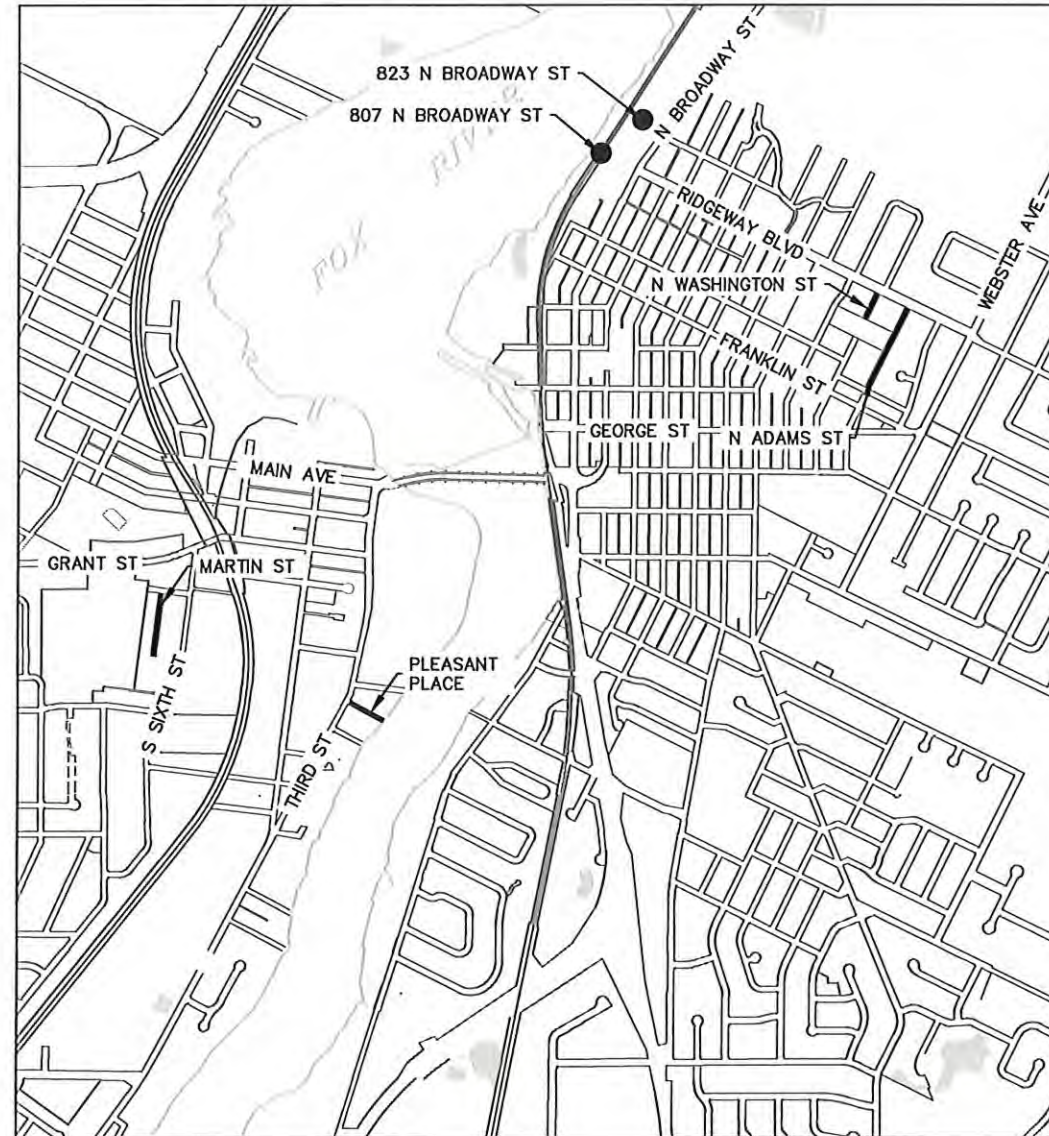 823 N BROADWAY ST
807 N BROADWAY ST
N BROADWAY ST
FOX
RIVER
RIDGEWAY BLVD
WEBSTER AVE
N WASHINGTON ST
FRANKLIN ST
GEORGE ST
N ADAMS ST
MAIN AVE
GRANT ST
MARTIN ST
S SIXTH ST
PLEASANT
PLACE
THIRD ST